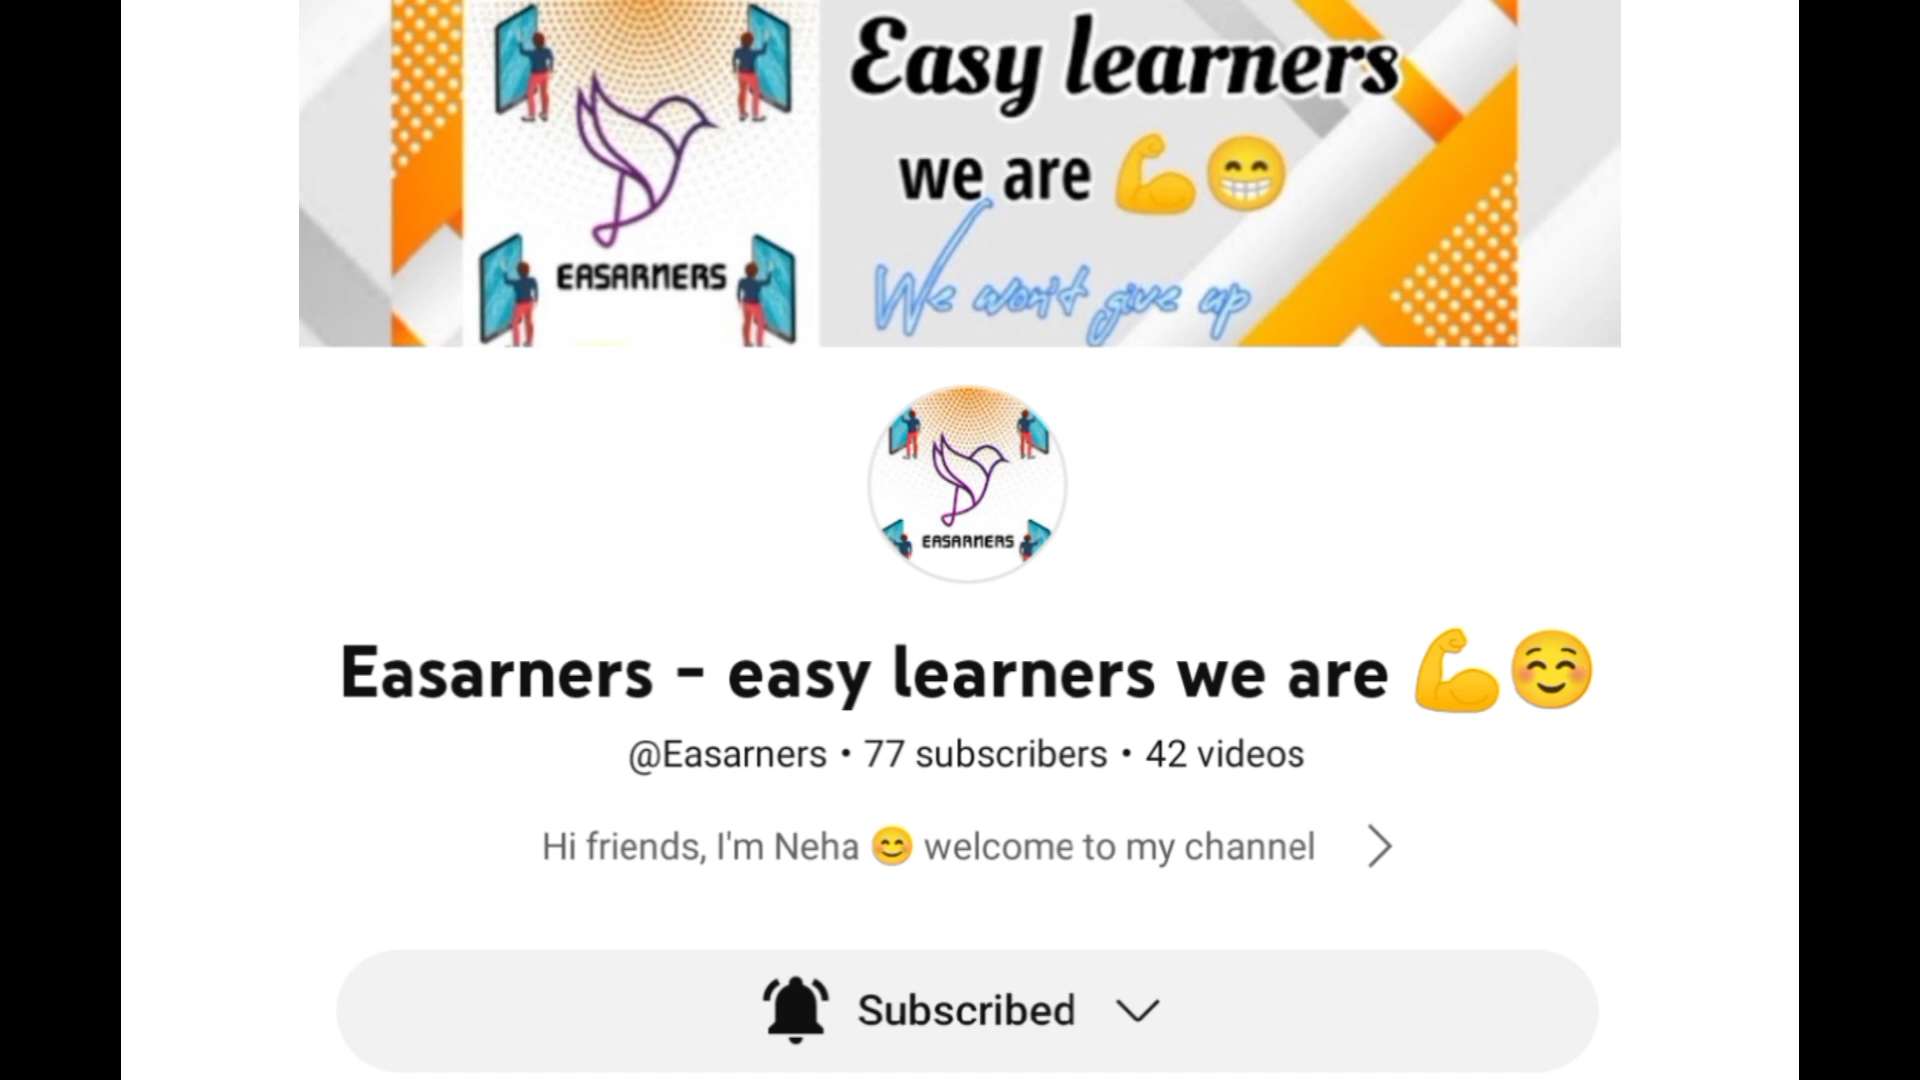 Easy learners
we are 💪😁
We won't give up
EASARNERS
EASARNERS
Easarners - easy learners we are 💪☺️
@Easarners • 77 subscribers • 42 videos
Hi friends, I'm Neha 😊 welcome to my channel
Subscribed